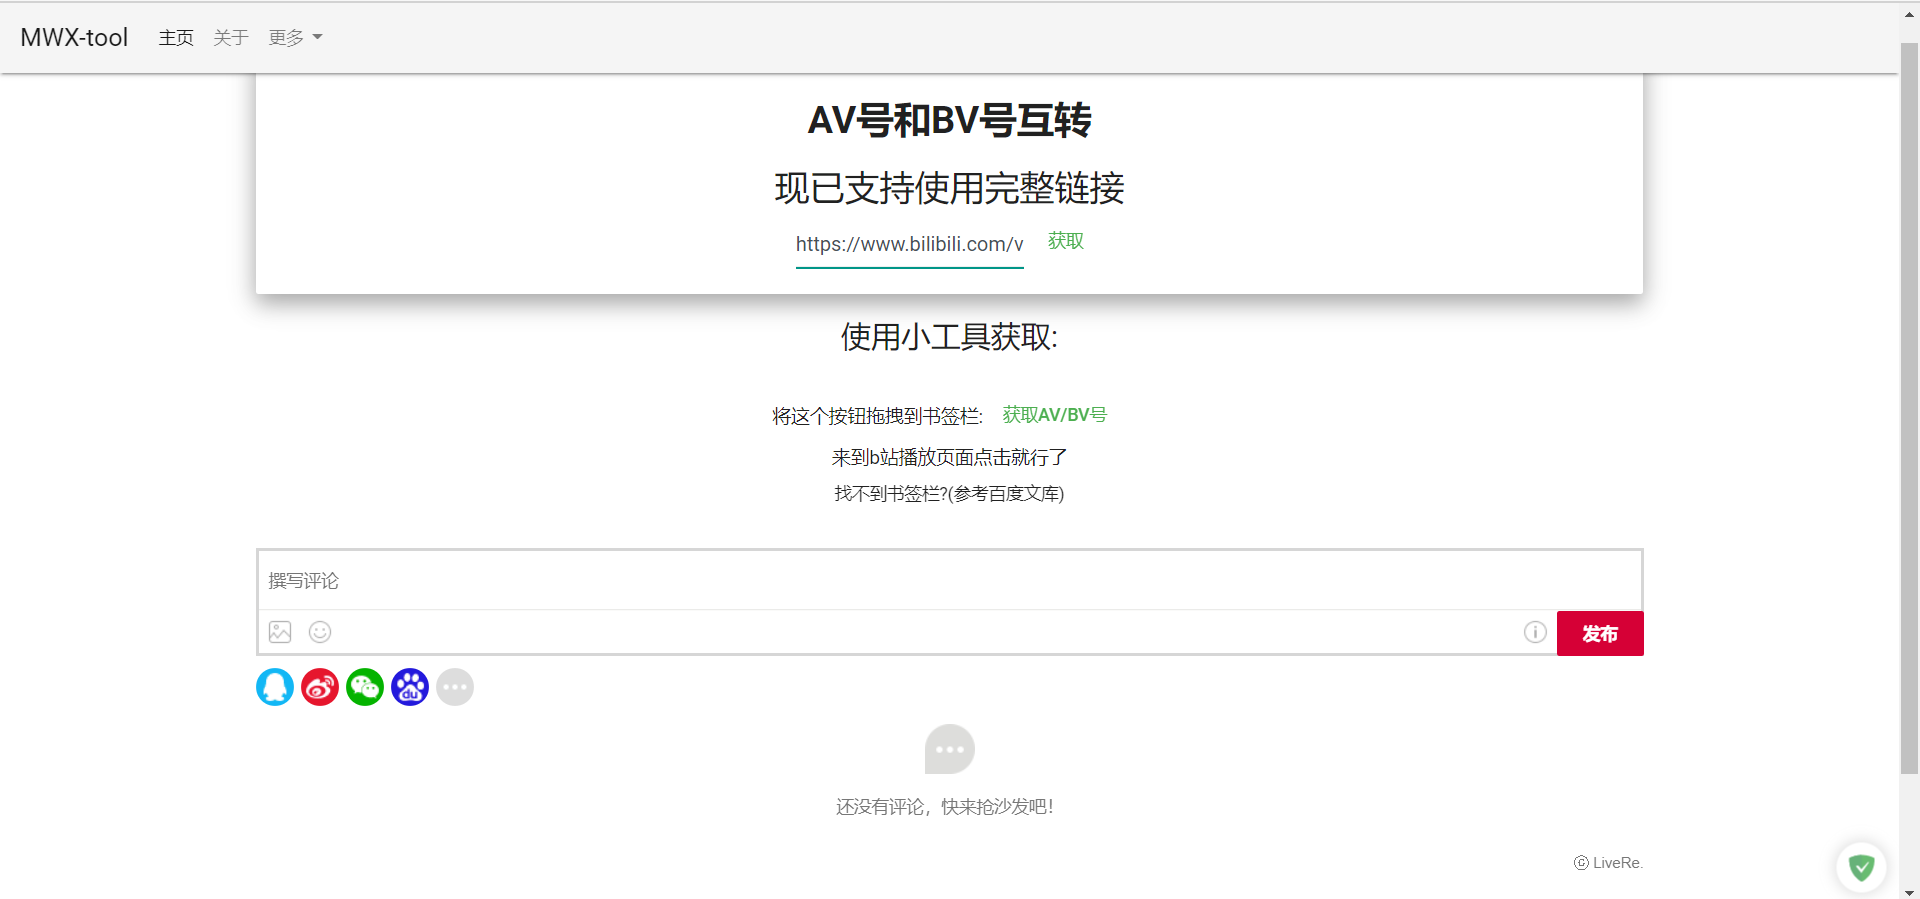 MWX-tool 主页 关于 更多
AV号和BV号互转
现已支持使用完整链接
https://www.bilibili.com/v 获取
使用小工具获取:
将这个按钮拖拽到书签栏: 获取AV/BV号
来到b站播放页面点击就行了
找不到书签栏?(参考百度文库)
撰写评论
发布
du
还没有评论，快来抢沙发吧!
© LiveRe.